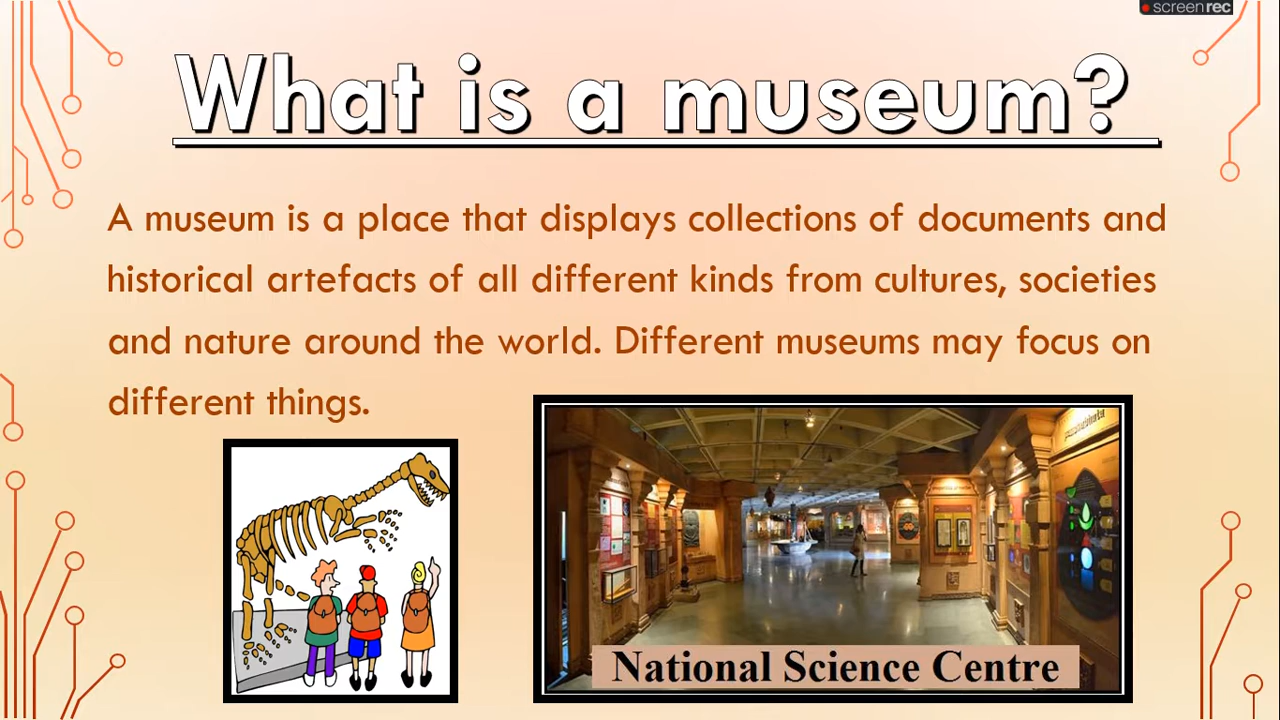 screenrec
What is a museum?
A museum is a place that displays collections of documents and
historical artefacts of all different kinds from cultures, societies
and nature around the world. Different museums may focus on
different things.
National Science Centre